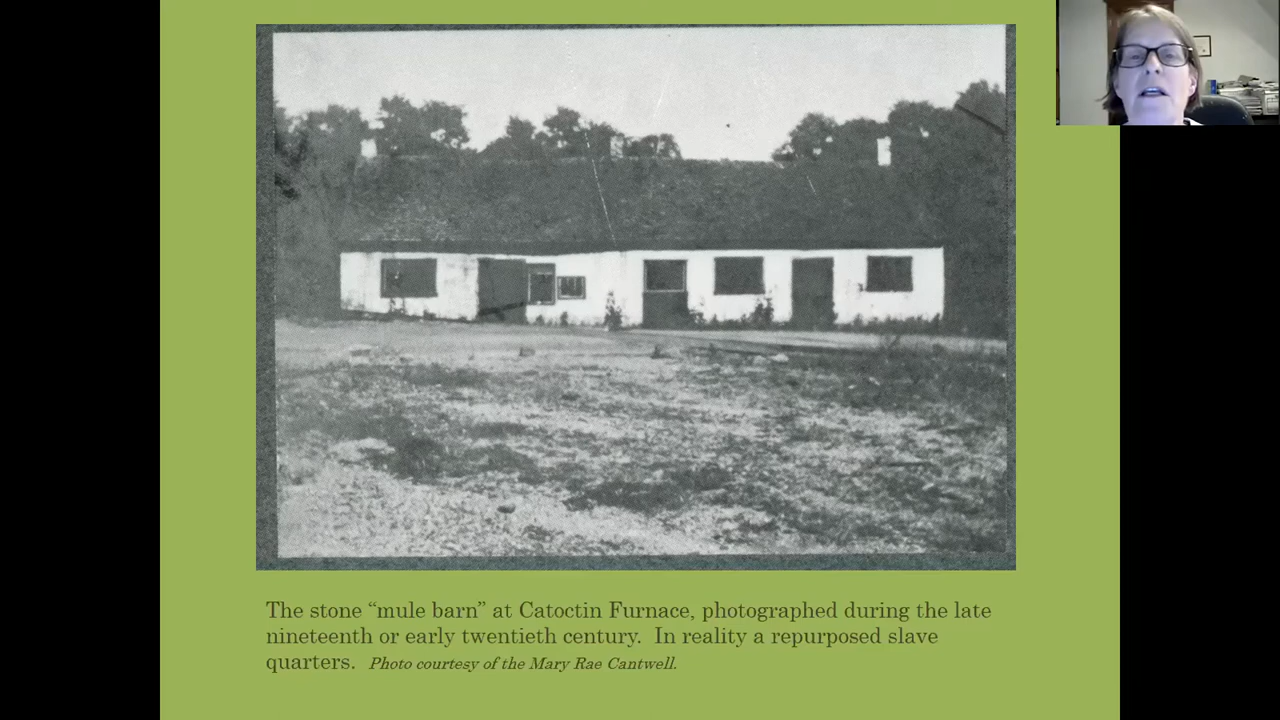 The stone “mule barn” at Catoctin Furnace, photographed during the late
nineteenth or early twentieth century.  In reality a repurposed slave
quarters.  Photo courtesy of the Mary Rae Cantwell.